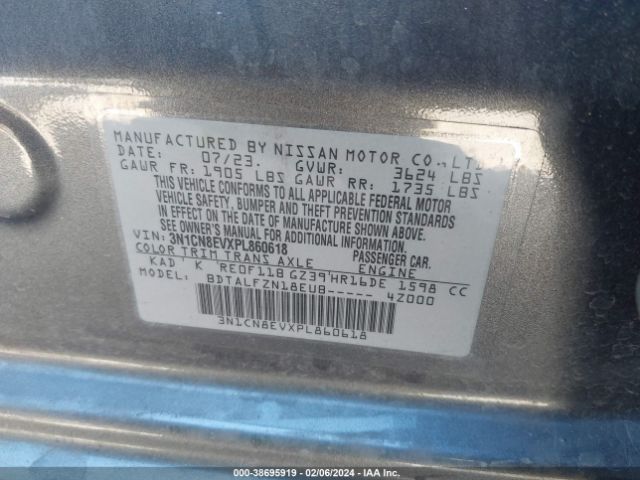 MANUFACTURED BY NISSAN MOTOR CO., LT
DATE: 07/23. GVWR: 3624 LBS
GAWR FR: 1905 LBS GAWR RR: 1735 LBS
THIS VEHICLE CONFORMS TO ALL APPLICABLE FEDERAL MOTOR
VEHICLE SAFETY, BUMPER AND THEFT PREVENTION STANDARDS
IN EFFECT ON THE DATE OF MANUFACTURE SHOWN ABOVE.
SEE OWNER'S MANUAL FOR ADDITIONAL INFORMATION.
VIN: 3N1CN8EVXPL860618 PASSENGER CAR.
COLOR TRIM TRANS AXLE ENGINE
KAD K RE0F11B GZ39 HR16DE 1598 CC
MODEL: BDTALFZN18EUB----- 4Z000
3N1CN8EVXPL860618
000-38695919 - 02/06/2024 - IAA Inc.